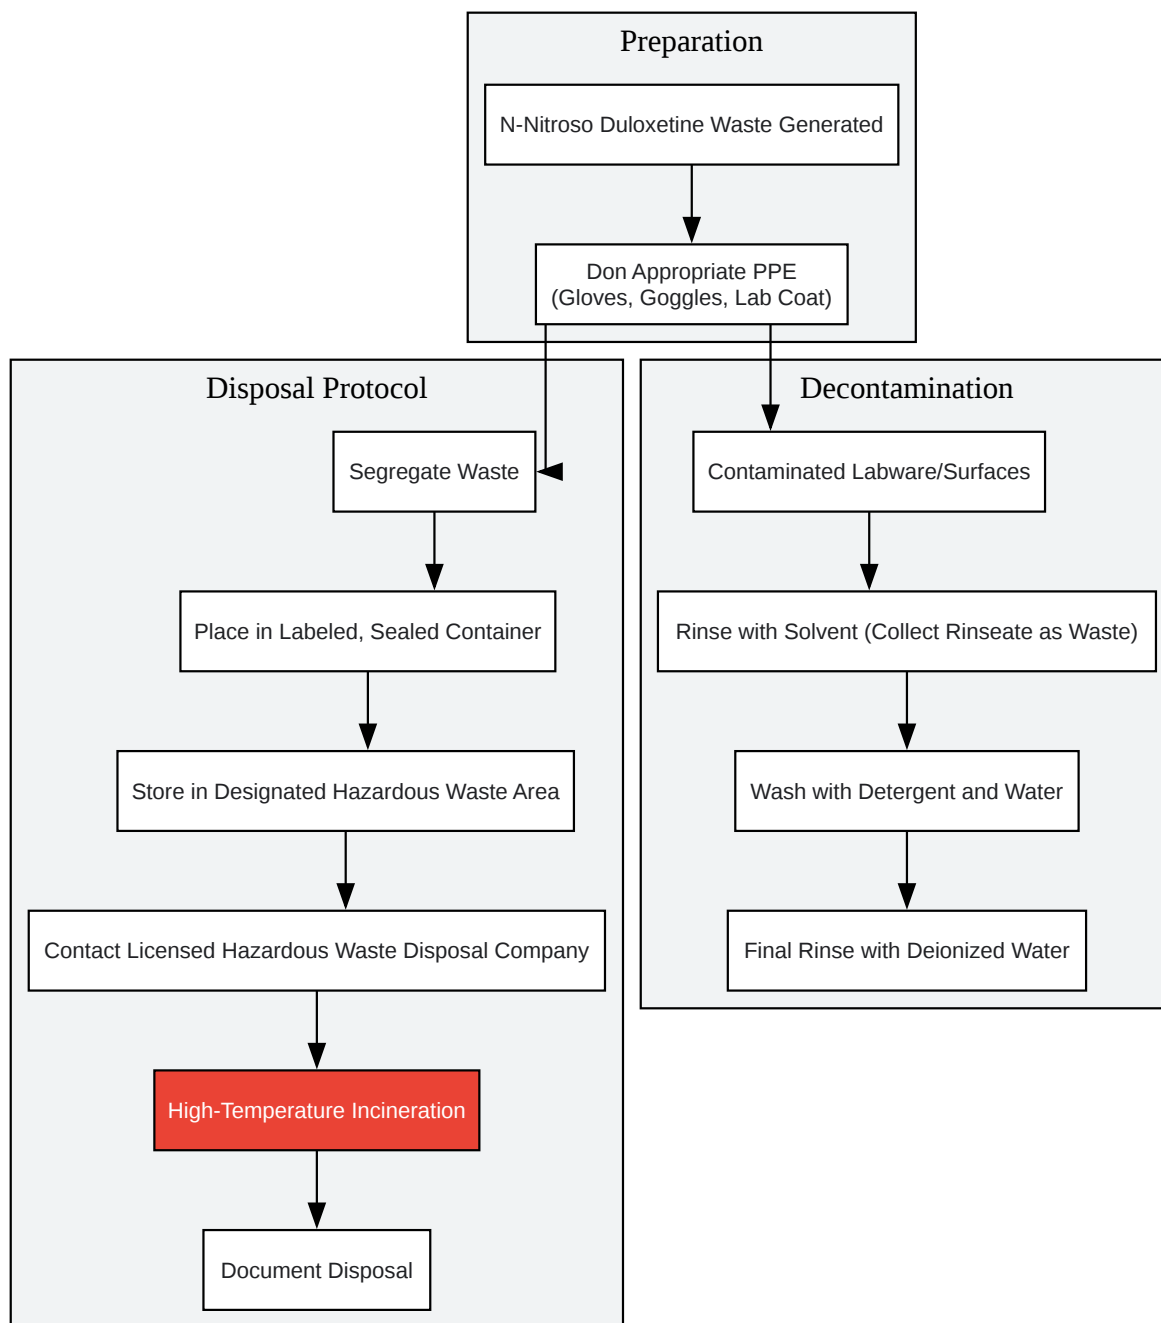 Preparation
N-Nitroso Duloxetine Waste Generated
Don Appropriate PPE
(Gloves, Goggles, Lab Coat)
Disposal Protocol
Segregate Waste
Place in Labeled, Sealed Container
Store in Designated Hazardous Waste Area
Contact Licensed Hazardous Waste Disposal Company
High-Temperature Incineration
Document Disposal
Decontamination
Contaminated Labware/Surfaces
Rinse with Solvent (Collect Rinseate as Waste)
Wash with Detergent and Water
Final Rinse with Deionized Water